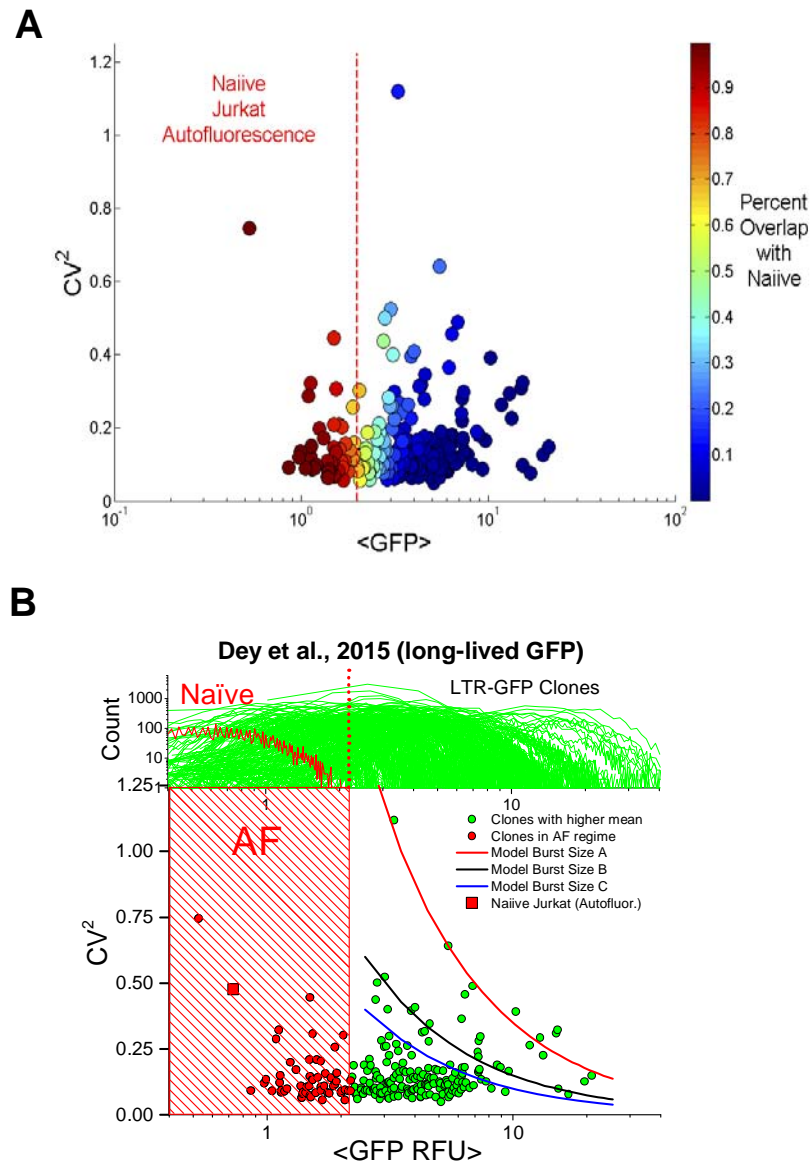 A
Naiive
Jurkat
Autofluorescence
1.2
1
0.8
0.6
0.4
0.2
0
CV2
10-1
100
101
102
<GFP>
0.9
0.8
0.7
0.6
0.5
0.4
0.3
0.2
0.1
Percent
Overlap
with
Naiive
B
Dey et al., 2015 (long-lived GFP)
Naïve
LTR-GFP Clones
Count
1000
100
10
1
10
1.251
1.00
0.75
0.50
0.25
0.00
CV2
AF
Clones with higher mean
Clones in AF regime
Model Burst Size A
Model Burst Size B
Model Burst Size C
Naiive Jurkat (Autofluor.)
1
10
<GFP RFU>